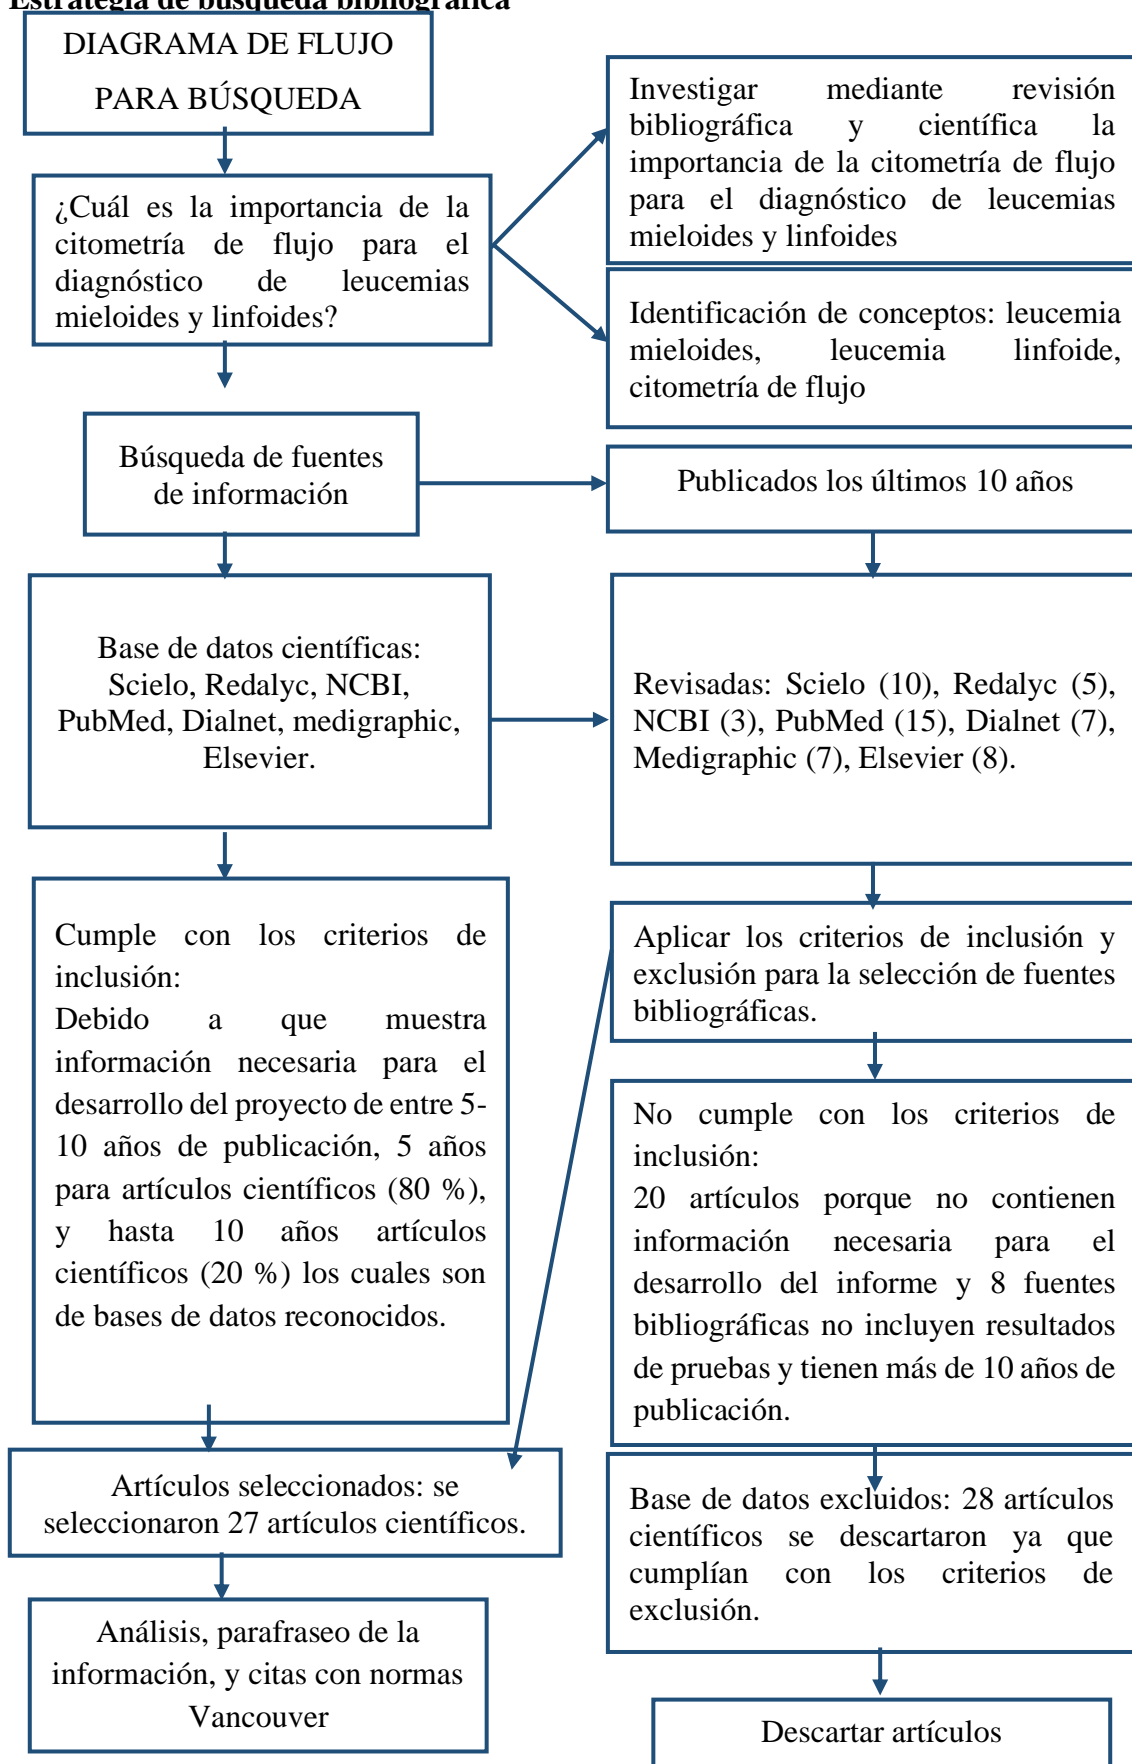 Estrategia de búsqueda bibliográfica
DIAGRAMA DE FLUJO
PARA BÚSQUEDA
¿Cuál es la importancia de la
citometría de flujo para el
diagnóstico de leucemias
mieloides y linfoides?
Investigar mediante revisión
bibliográfica y científica la
importancia de la citometría de flujo
para el diagnóstico de leucemias
mieloides y linfoides
Identificación de conceptos: leucemia
mieloides, leucemia linfoide,
citometría de flujo
Búsqueda de fuentes
de información
Publicados los últimos 10 años
Base de datos científicas:
Scielo, Redalyc, NCBI,
PubMed, Dialnet, medigraphic,
Elsevier.
Revisadas: Scielo (10), Redalyc (5),
NCBI (3), PubMed (15), Dialnet (7),
Medigraphic (7), Elsevier (8).
Cumple con los criterios de
inclusión:
Debido a que muestra
información necesaria para el
desarrollo del proyecto de entre 5-
10 años de publicación, 5 años
para artículos científicos (80 %),
y hasta 10 años artículos
científicos (20 %) los cuales son
de bases de datos reconocidos.
Aplicar los criterios de inclusión y
exclusión para la selección de fuentes
bibliográficas.
No cumple con los criterios de
inclusión:
20 artículos porque no contienen
información necesaria para el
desarrollo del informe y 8 fuentes
bibliográficas no incluyen resultados
de pruebas y tienen más de 10 años de
publicación.
Artículos seleccionados: se
seleccionaron 27 artículos científicos.
Base de datos excluidos: 28 artículos
científicos se descartaron ya que
cumplían con los criterios de
exclusión.
Análisis, parafraseo de la
información, y citas con normas
Vancouver
Descartar artículos